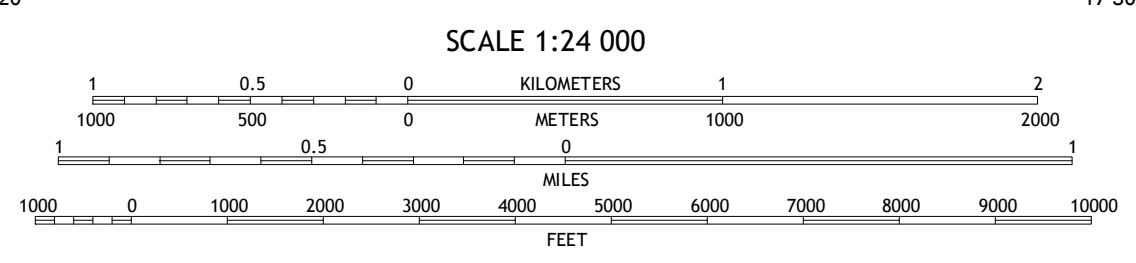 SCALE 1:24 000
1 0.5 0 KILOMETERS 1 2
1000 500 0 METERS 1000 2000
1 0.5 0 1
MILES
1000 0 1000 2000 3000 4000 5000 6000 7000 8000 9000 10000
FEET